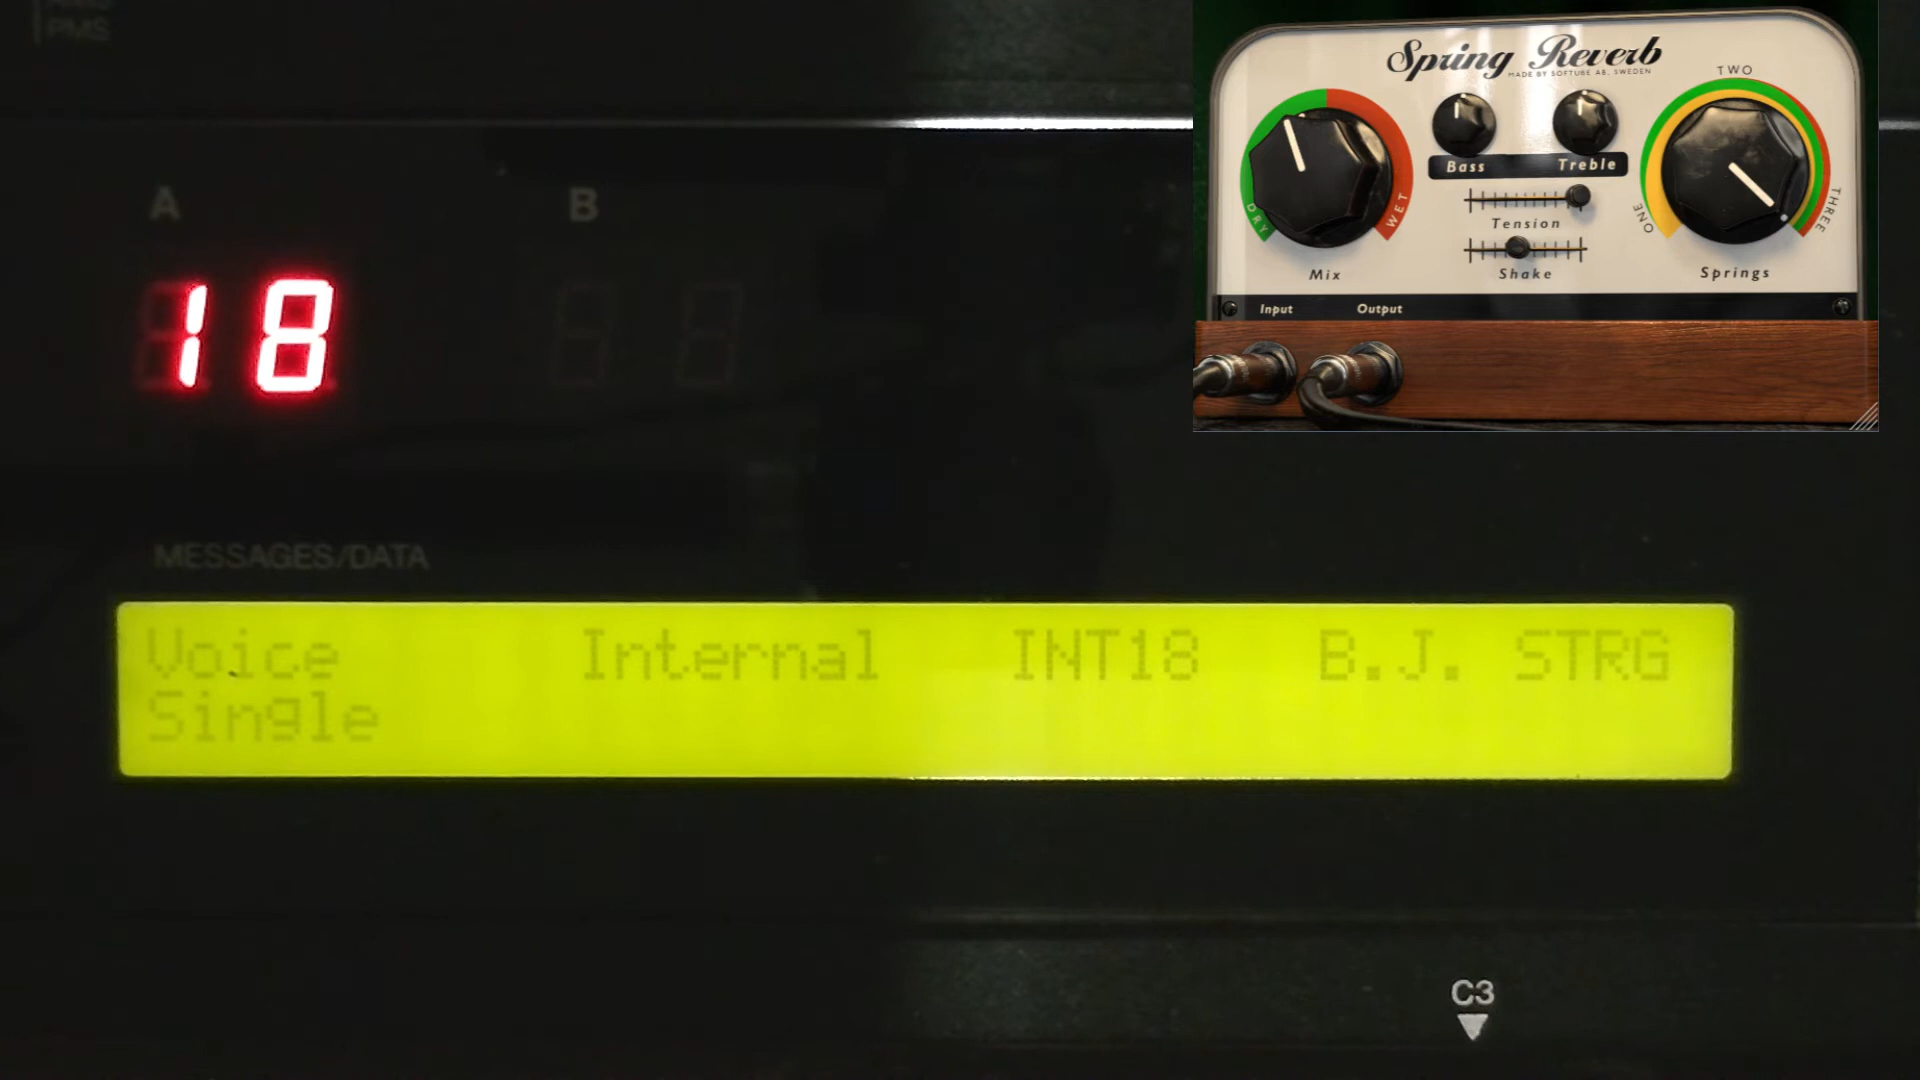 PMS
Spring Reverb
MADE BY SOFTUBE AB, SWEDEN
TWO
Bass Treble
DRY WET
ONE THREE
Tension
Shake
Mix
Springs
Input Output
A B
18
MESSAGES/DATA
Voice Internal INT18 B.J. STRG
Single
C3